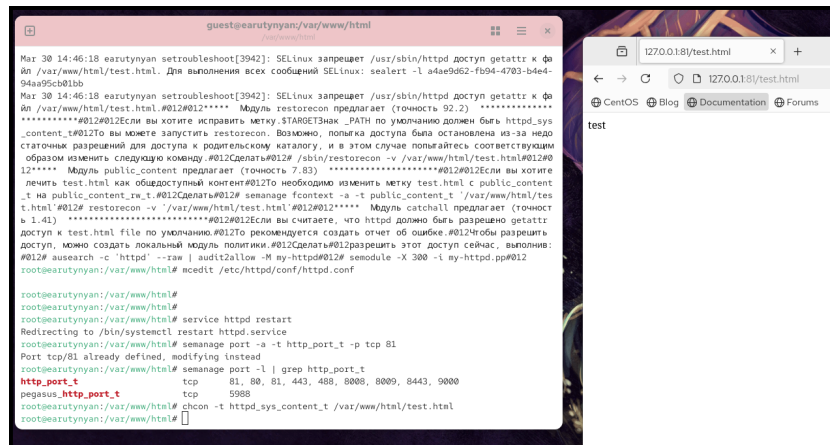 guest@earutynyan:/var/www/html
/var/www/html
Mar 30 14:46:18 earutynyan setroubleshoot[3942]: SELinux запрещает /usr/sbin/httpd доступ getattr к фа
йл /var/www/html/test.html. Для выполнения всех сообщений SELinux: sealert -l a4ae9d62-fb94-4703-b4e4-
94aa95cb01bb
Mar 30 14:46:18 earutynyan setroubleshoot[3942]: SELinux запрещает /usr/sbin/httpd доступ getattr к фа
йл /var/www/html/test.html.#012#012***** Модуль restorecon предлагает (точность 92.2) **************
***********#012#012Если вы хотите исправить метку.$TARGETЗнак _PATH по умолчанию должен быть httpd_sys
_content_t#012То вы можете запустить restorecon. Возможно, попытка доступа была остановлена из-за недо
статочных разрешений для доступа к родительскому каталогу, и в этом случае попытайтесь соответствующим
образом изменить следующую команду.#012Сделать#012# /sbin/restorecon -v /var/www/html/test.html#012#0
12***** Модуль public_content предлагает (точность 7.83) **********************#012#012Если вы хотите
лечить test.html как общедоступный контент#012То необходимо изменить метку test.html с public_content
_t на public_content_rw_t.#012Сделать#012# semanage fcontext -a -t public_content_t '/var/www/html/tes
t.html'#012# restorecon -v '/var/www/html/test.html'#012#012***** Модуль catchall предлагает (точност
ь 1.41) **************************#012#012Если вы считаете, что httpd должно быть разрешено getattr
доступ к test.html file по умолчанию.#012То рекомендуется создать отчет об ошибке.#012Чтобы разрешить
доступ, можно создать локальный модуль политики.#012Сделать#012разрешить этот доступ сейчас, выполнив:
#012# ausearch -c 'httpd' --raw | audit2allow -M my-httpd#012# semodule -X 300 -i my-httpd.pp#012
root@earutynyan:/var/www/html# mcedit /etc/httpd/conf/httpd.conf
root@earutynyan:/var/www/html#
root@earutynyan:/var/www/html#
root@earutynyan:/var/www/html# service httpd restart
Redirecting to /bin/systemctl restart httpd.service
root@earutynyan:/var/www/html# semanage port -a -t http_port_t -p tcp 81
Port tcp/81 already defined, modifying instead
root@earutynyan:/var/www/html# semanage port -l | grep http_port_t
http_port_t tcp 81, 80, 81, 443, 488, 8008, 8009, 8443, 9000
pegasus_http_port_t tcp 5988
root@earutynyan:/var/www/html# chcon -t httpd_sys_content_t /var/www/html/test.html
root@earutynyan:/var/www/html#
127.0.0.1:81/test.html
127.0.0.1:81/test.html
CentOS Blog Documentation Forums
test